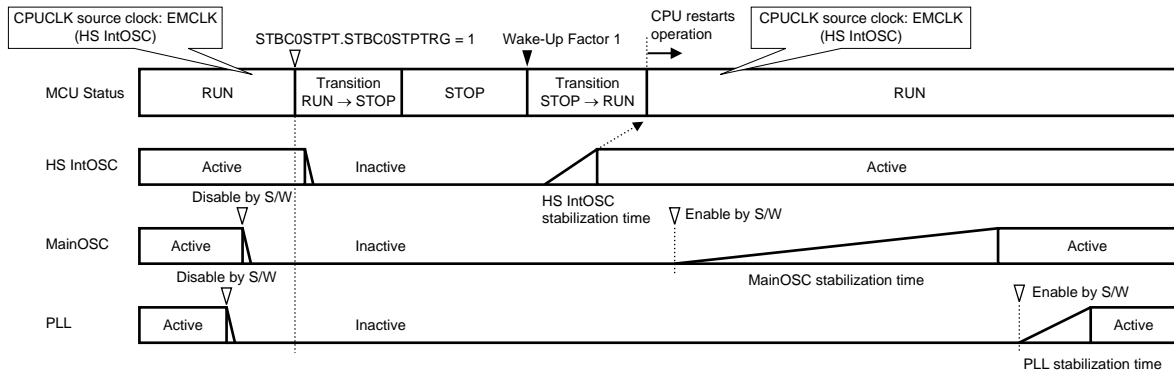 CPUCLK source clock: EMCLK
(HS IntOSC)
STBC0STPT.STBC0STPTRG = 1
Wake-Up Factor 1
CPU restarts
operation
CPUCLK source clock: EMCLK
(HS IntOSC)
MCU Status
RUN
Transition
RUN → STOP
STOP
Transition
STOP → RUN
RUN
HS IntOSC
Active
Inactive
Active
Disable by S/W
HS IntOSC
stabilization time
Enable by S/W
MainOSC
Active
Inactive
Active
Disable by S/W
MainOSC stabilization time
Enable by S/W
PLL
Active
Inactive
Active
PLL stabilization time